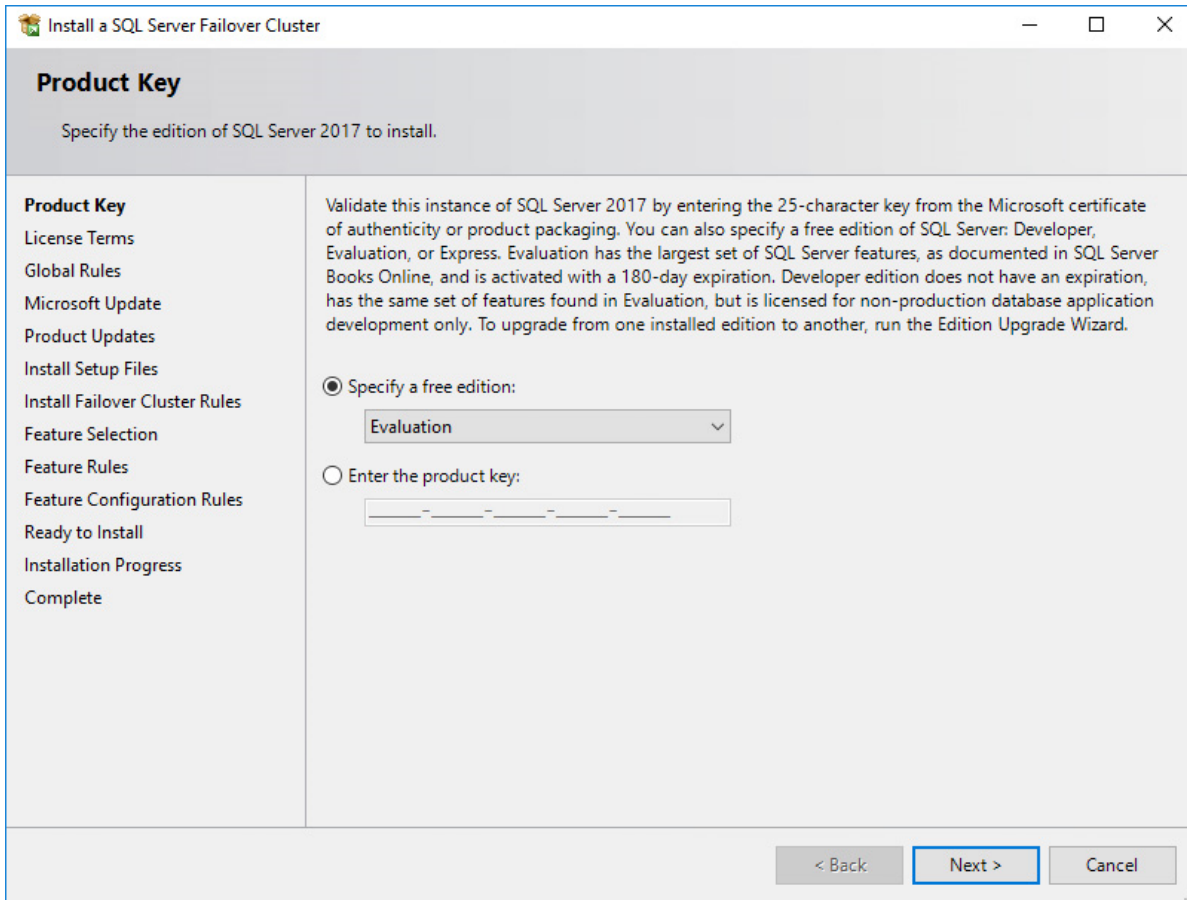 Install a SQL Server Failover Cluster
Product Key
Specify the edition of SQL Server 2017 to install.
Product Key
License Terms
Global Rules
Microsoft Update
Product Updates
Install Setup Files
Install Failover Cluster Rules
Feature Selection
Feature Rules
Feature Configuration Rules
Ready to Install
Installation Progress
Complete
Validate this instance of SQL Server 2017 by entering the 25-character key from the Microsoft certificate
of authenticity or product packaging. You can also specify a free edition of SQL Server: Developer,
Evaluation, or Express. Evaluation has the largest set of SQL Server features, as documented in SQL Server
Books Online, and is activated with a 180-day expiration. Developer edition does not have an expiration,
has the same set of features found in Evaluation, but is licensed for non-production database application
development only. To upgrade from one installed edition to another, run the Edition Upgrade Wizard.
Specify a free edition:
Evaluation
Enter the product key:
_____-_____-_____-_____-_____
< Back
Next >
Cancel